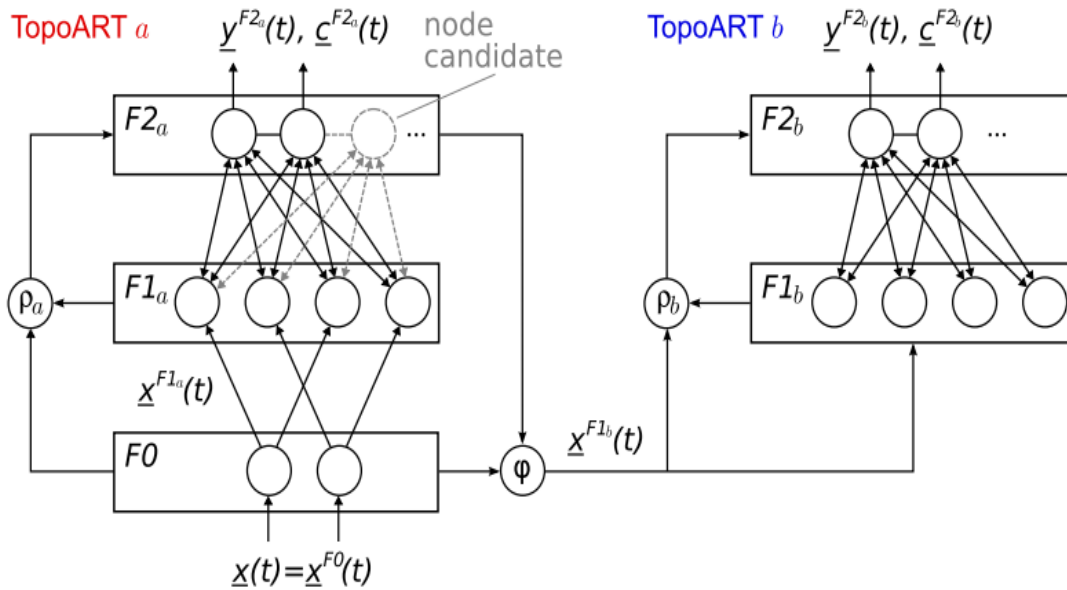 TopoART a
y^F2a(t), c^F2a(t)
node
candidate
TopoART b
y^F2b(t), c^F2b(t)
F2a
...
F2b
...
ρa
F1a
ρb
F1b
x^F1a(t)
F0
φ
x^F1b(t)
x(t)=x^F0(t)